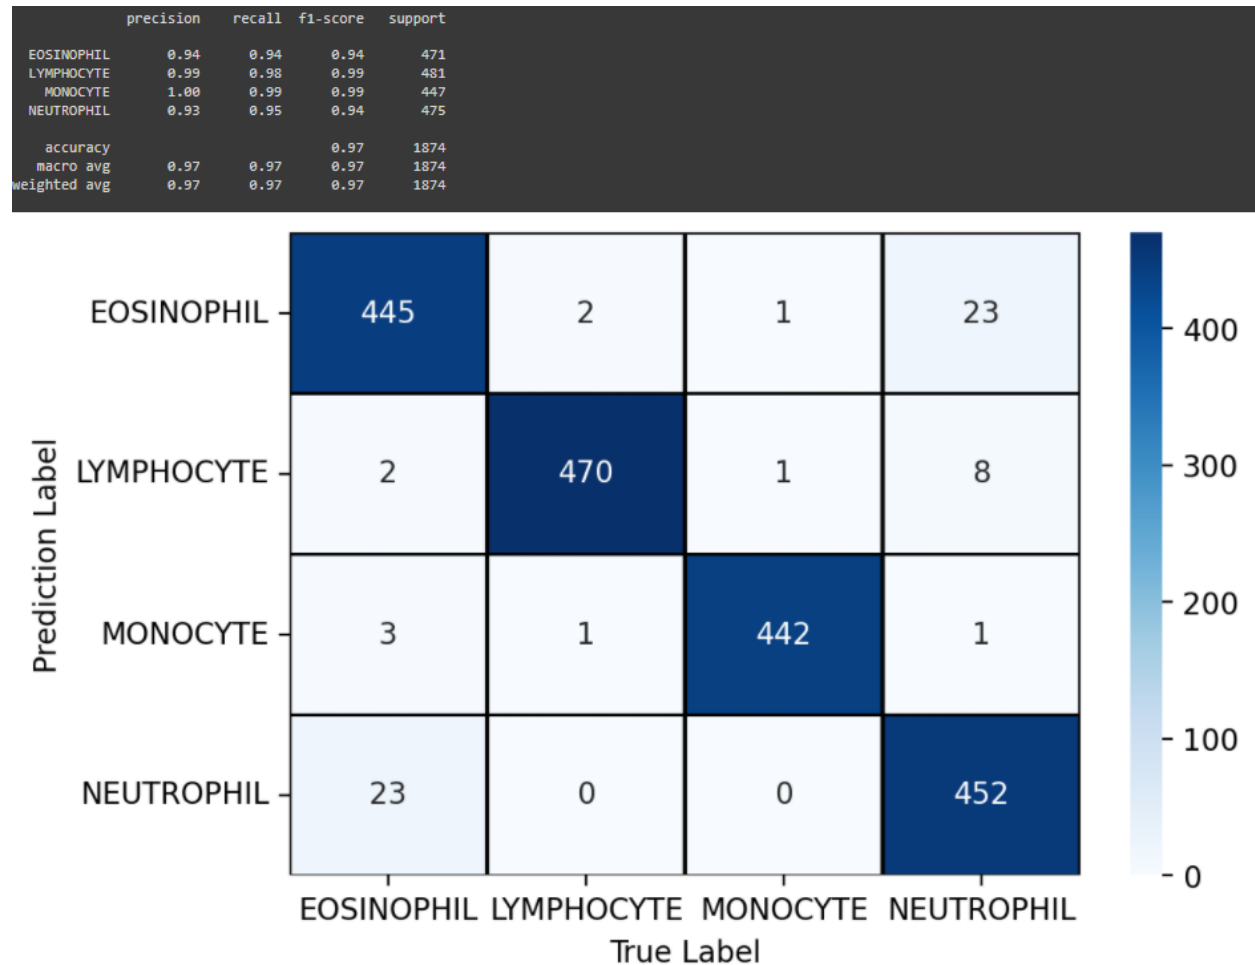 precision recall f1-score support
EOSINOPHIL 0.94 0.94 0.94 471
LYMPHOCYTE 0.99 0.98 0.99 481
MONOCYTE 1.00 0.99 0.99 447
NEUTROPHIL 0.93 0.95 0.94 475
accuracy 0.97 1874
macro avg 0.97 0.97 0.97 1874
weighted avg 0.97 0.97 0.97 1874
EOSINOPHIL 445 2 1 23
LYMPHOCYTE 2 470 1 8
MONOCYTE 3 1 442 1
NEUTROPHIL 23 0 0 452
EOSINOPHIL LYMPHOCYTE MONOCYTE NEUTROPHIL
True Label
Prediction Label
400
300
200
100
0